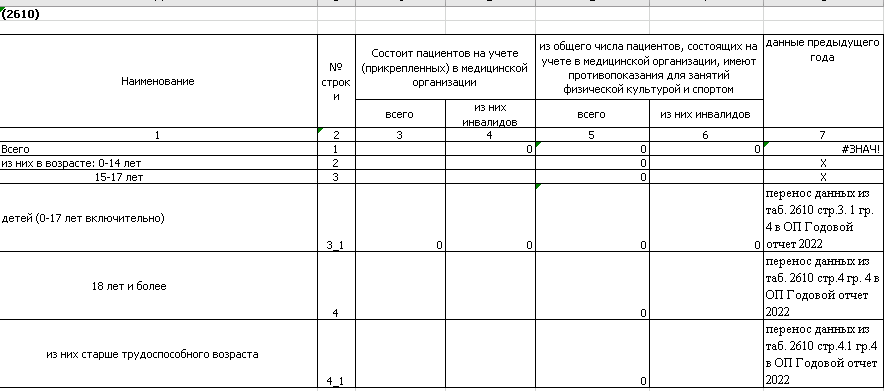 (2610)
Наименование
№
строк
и
Состоит пациентов на учете
(прикрепленных) в медицинской
организации
из общего числа пациентов, состоящих на
учете в медицинской организации, имеют
противопоказания для занятий
физической культурой и спортом
данные предыдущего
года
всего
из них
инвалидов
всего
из них инвалидов
1 2 3 4 5 6 7
Всего 1 0 0 0 #ЗНАЧ!
из них в возрасте: 0-14 лет 2 0 X
15-17 лет 3 0 X
детей (0-17 лет включительно) 3_1 0 0 0 0
перенос данных из
таб. 2610 стр.3. 1 гр.
4 в ОП Годовой
отчет 2022
18 лет и более 4 0
перенос данных из
таб. 2610 стр.4 гр. 4 в
ОП Годовой отчет
2022
из них старше трудоспособного возраста 4_1 0
перенос данных из
таб. 2610 стр.4.1 гр.4
в ОП Годовой отчет
2022